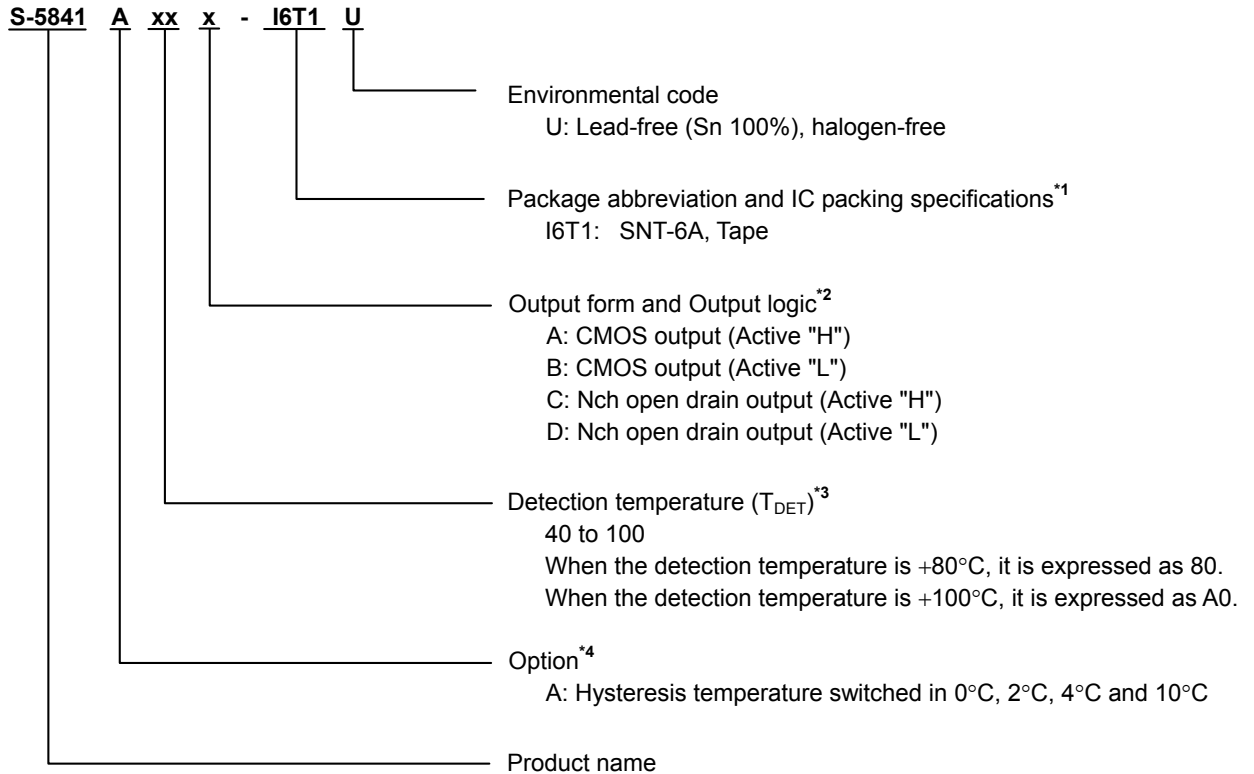 S-5841 A xx x - I6T1 U
Environmental code
U: Lead-free (Sn 100%), halogen-free
Package abbreviation and IC packing specifications*1
I6T1: SNT-6A, Tape
Output form and Output logic*2
A: CMOS output (Active "H")
B: CMOS output (Active "L")
C: Nch open drain output (Active "H")
D: Nch open drain output (Active "L")
Detection temperature (TDET)*3
40 to 100
When the detection temperature is +80°C, it is expressed as 80.
When the detection temperature is +100°C, it is expressed as A0.
Option*4
A: Hysteresis temperature switched in 0°C, 2°C, 4°C and 10°C
Product name